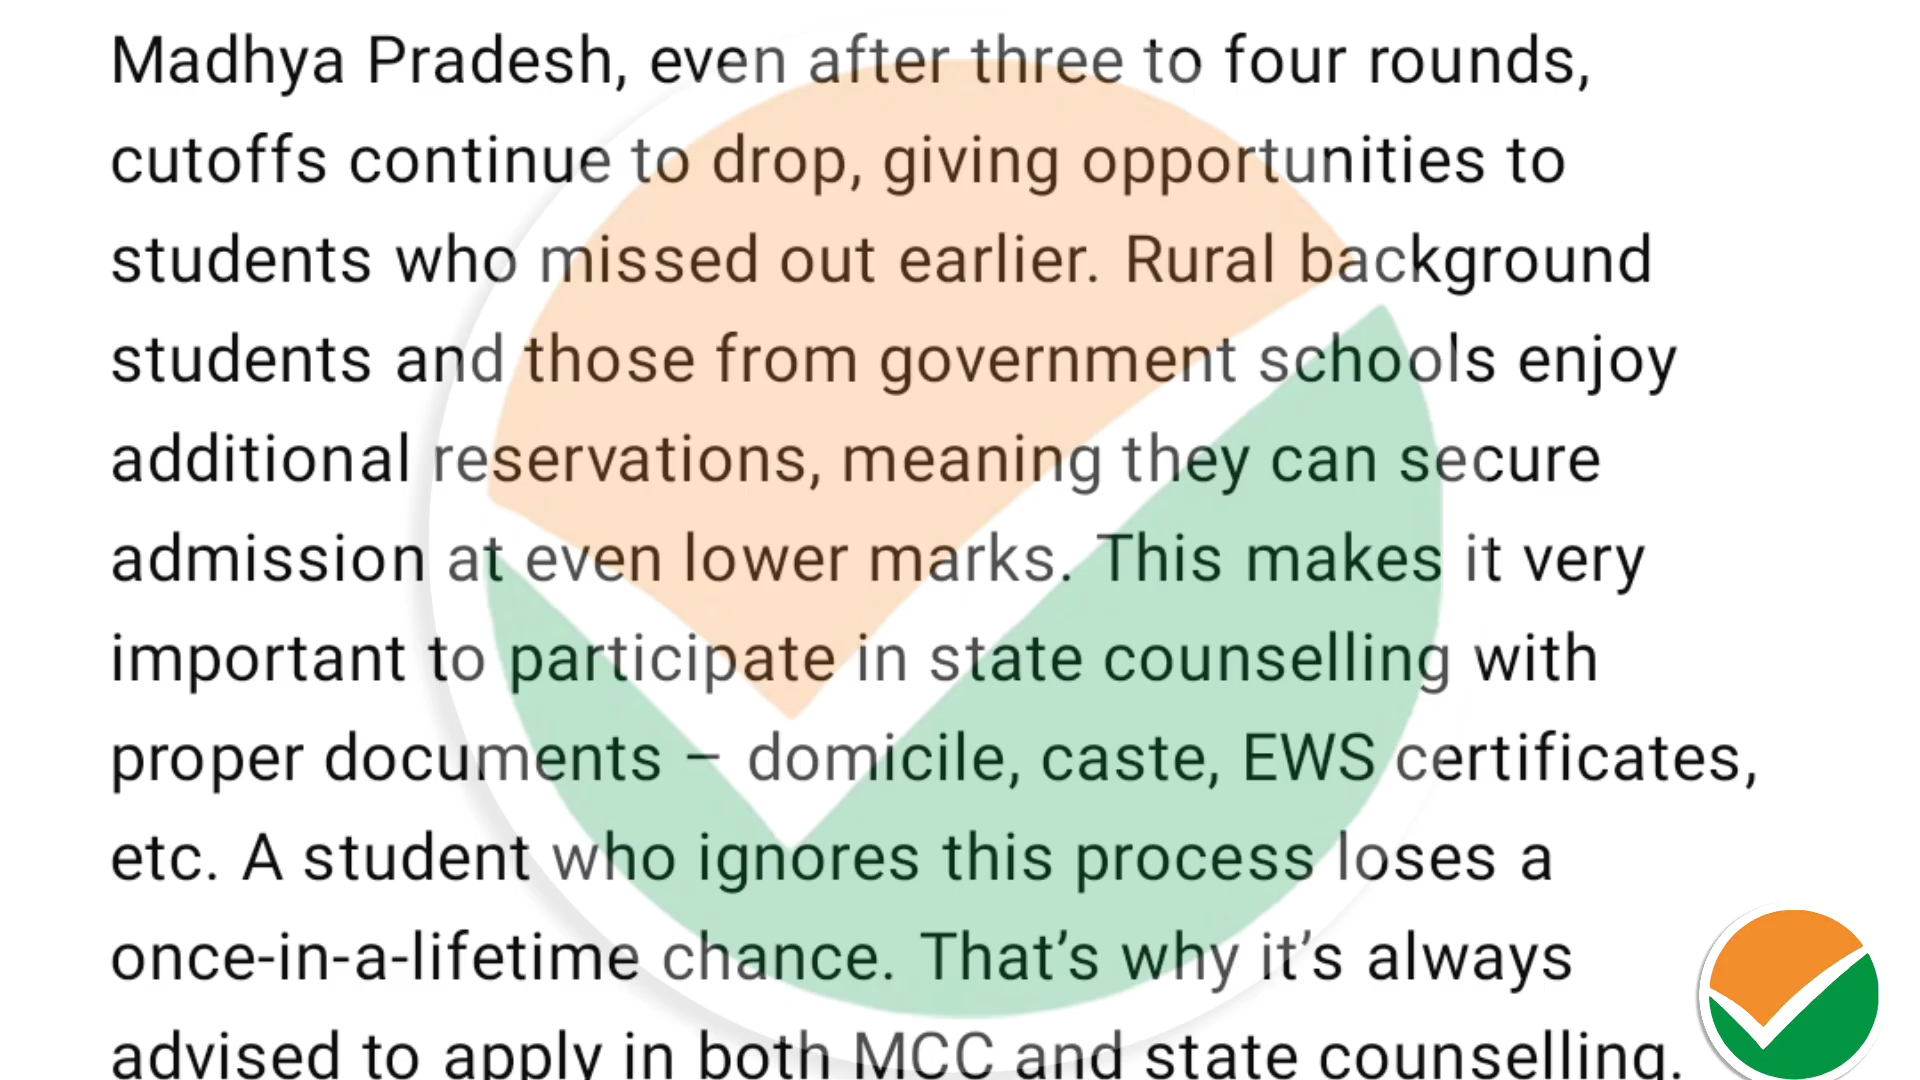 Madhya Pradesh, even after three to four rounds,
cutoffs continue to drop, giving opportunities to
students who missed out earlier. Rural background
students and those from government schools enjoy
additional reservations, meaning they can secure
admission at even lower marks. This makes it very
important to participate in state counselling with
proper documents – domicile, caste, EWS certificates,
etc. A student who ignores this process loses a
once-in-a-lifetime chance. That’s why it’s always
advised to apply in both MCC and state counselling.